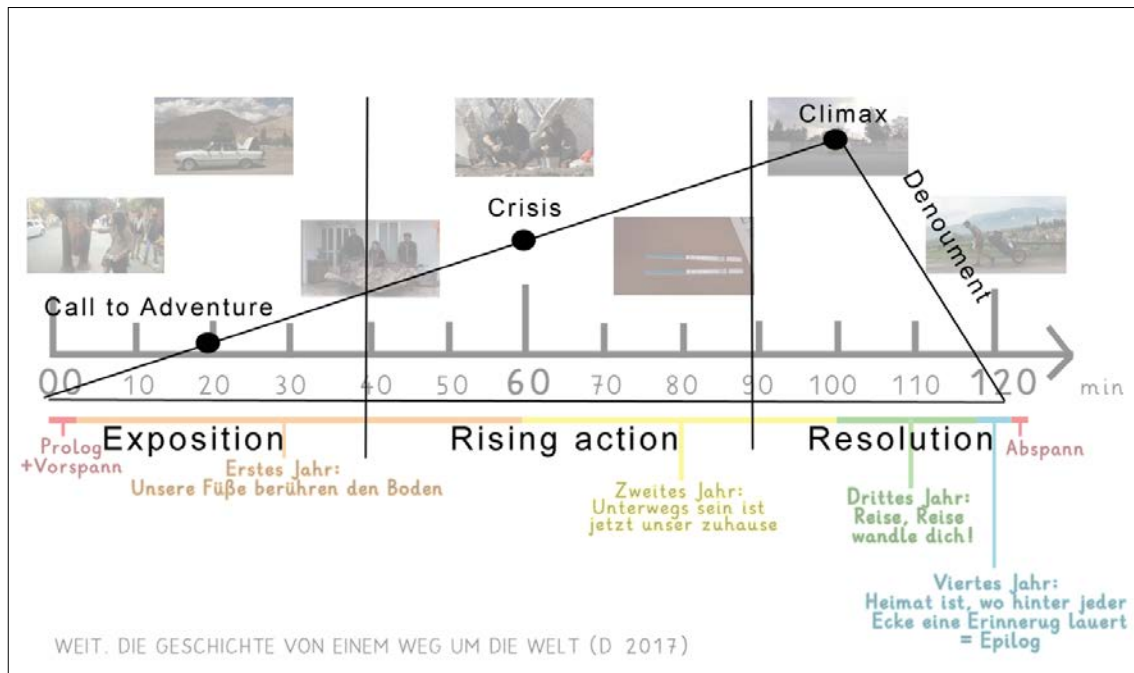 Climax
Crisis
Denoument
Call to Adventure
00 10 20 30 40 50 60 70 80 90 100 110 120 min
Exposition
Rising action
Resolution
Prolog
+Vorspann
Abspann
Erstes Jahr:
Unsere Füße berühren den Boden
Zweites Jahr:
Unterwegs sein ist
jetzt unser zuhause
Drittes Jahr:
Reise, Reise
wandle dich!
Viertes Jahr:
Heimat ist, wo hinter jeder
Ecke eine Erinnerug lauert
= Epilog
WEIT. DIE GESCHICHTE VON EINEM WEG UM DIE WELT (D 2017)